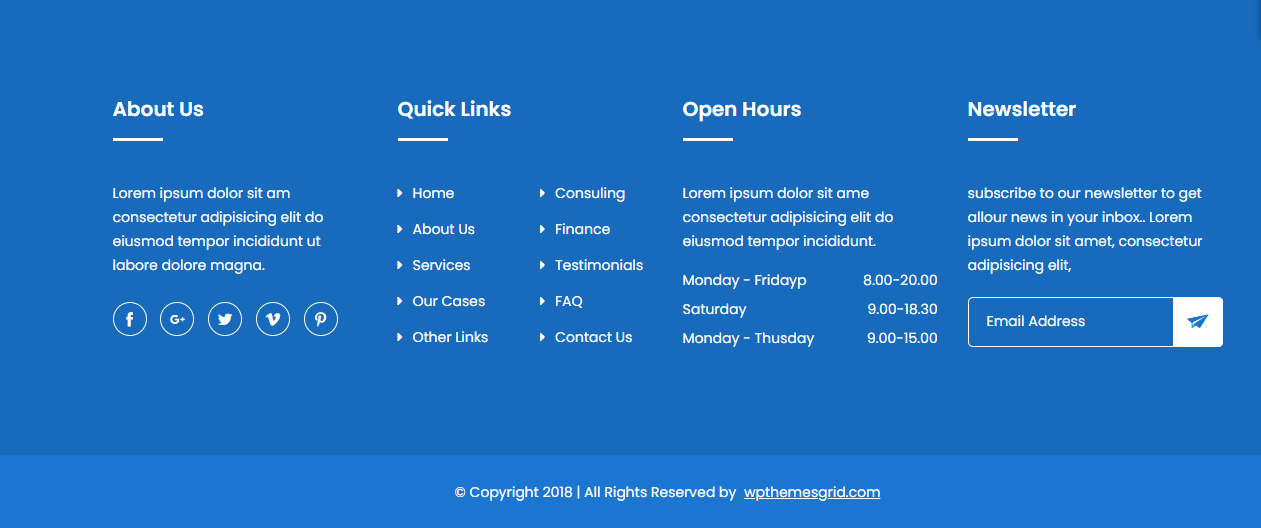 About Us
Lorem ipsum dolor sit am
consectetur adipisicing elit do
eiusmod tempor incididunt ut
labore dolore magna.
Quick Links
Home
About Us
Services
Our Cases
Other Links
Consuling
Finance
Testimonials
FAQ
Contact Us
Open Hours
Lorem ipsum dolor sit ame
consectetur adipisicing elit do
eiusmod tempor incididunt.
Monday - Fridayp 8.00-20.00
Saturday 9.00-18.30
Monday - Thusday 9.00-15.00
Newsletter
subscribe to our newsletter to get
allour news in your inbox.. Lorem
ipsum dolor sit amet, consectetur
adipisicing elit,
Email Address
© Copyright 2018 | All Rights Reserved by wpthemesgrid.com